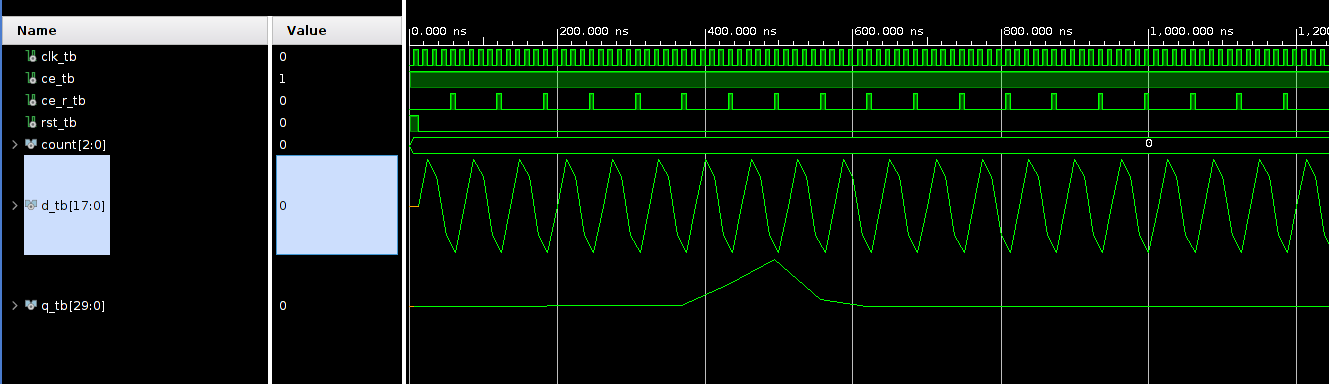 Name Value
0.000 ns 200.000 ns 400.000 ns 600.000 ns 800.000 ns 1,000.000 ns 1,200
clk_tb 0
ce_tb 1
ce_r_tb 0
rst_tb 0
count[2:0] 0 0
d_tb[17:0] 0
q_tb[29:0] 0